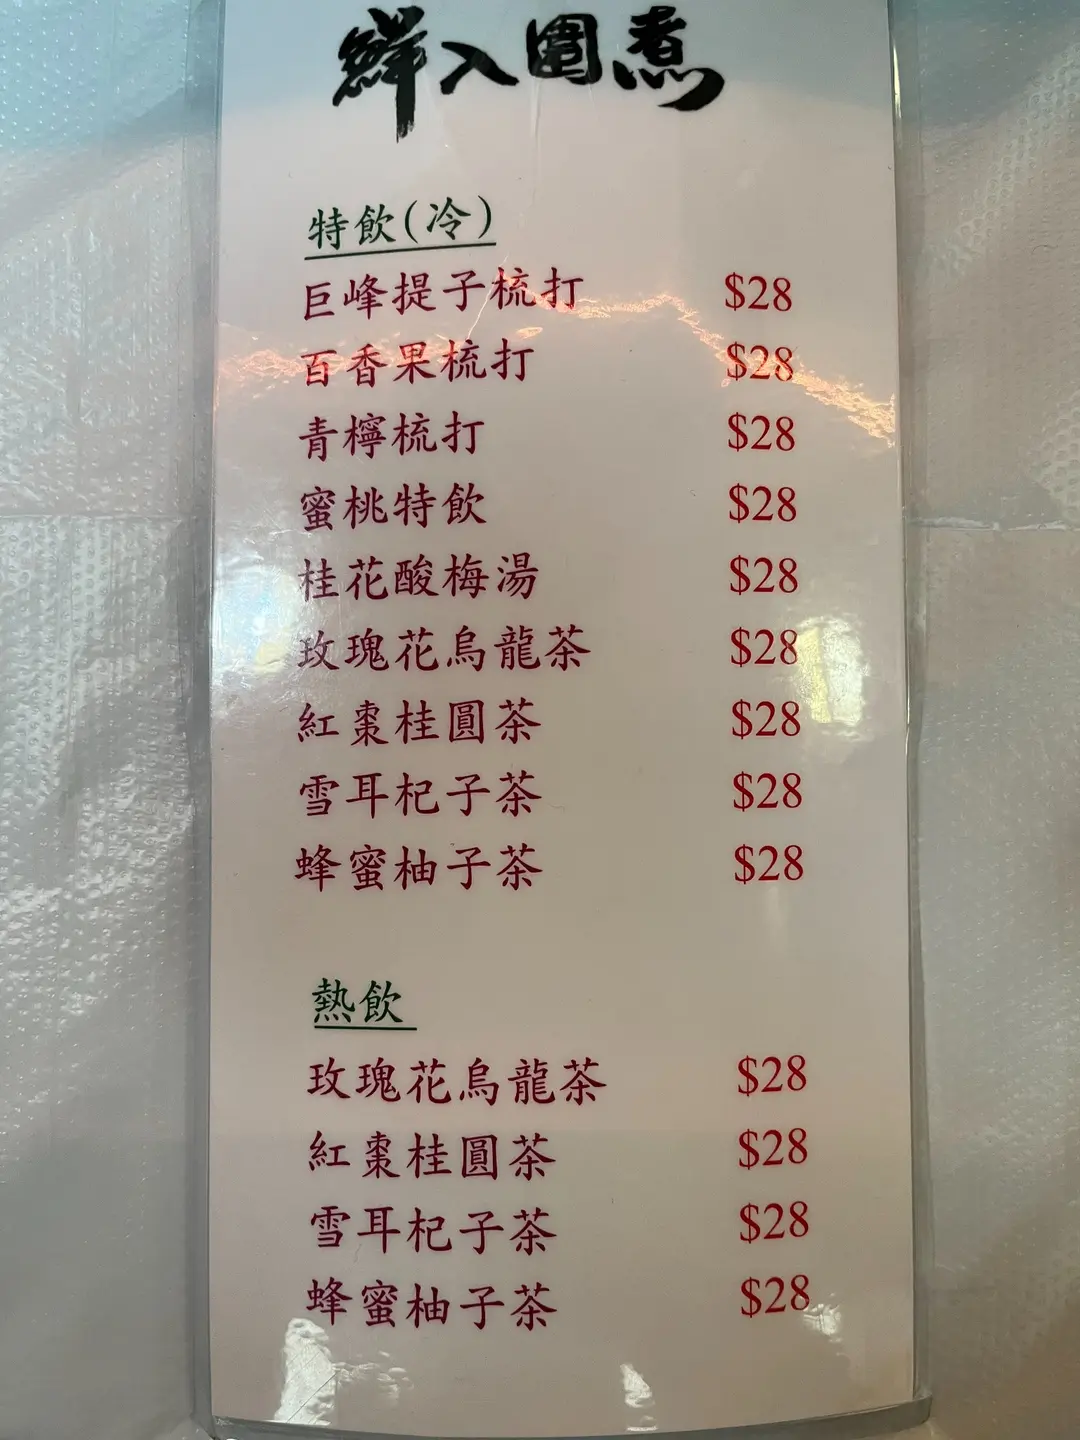 鮮入圍煮
特飲(冷)
巨峰提子梳打 $28
百香果梳打 $28
青檸梳打 $28
蜜桃特飲 $28
桂花酸梅湯 $28
玫瑰花烏龍茶 $28
紅棗桂圓茶 $28
雪耳杞子茶 $28
蜂蜜柚子茶 $28
熱飲
玫瑰花烏龍茶 $28
紅棗桂圓茶 $28
雪耳杞子茶 $28
蜂蜜柚子茶 $28